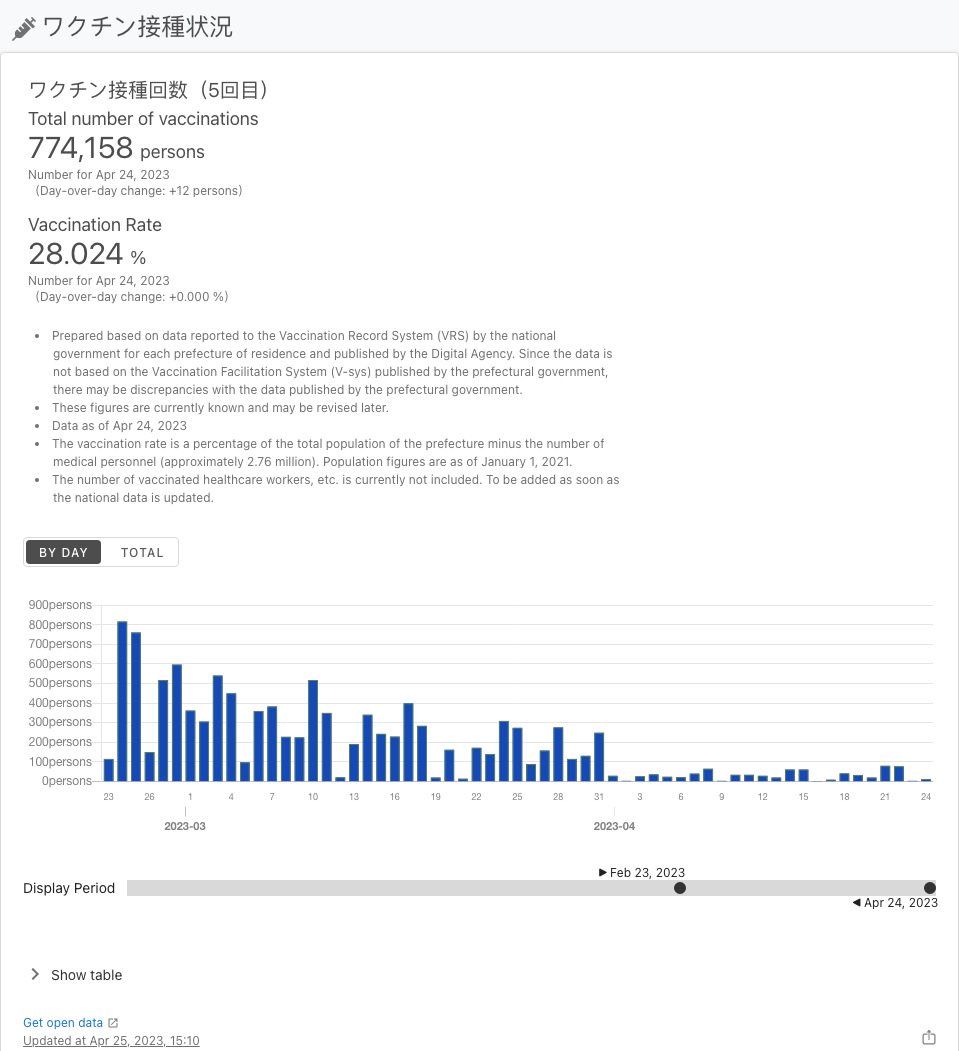 ワクチン接種状況
ワクチン接種回数（5回目）
Total number of vaccinations
774,158 persons
Number for Apr 24, 2023
(Day-over-day change: +12 persons)
Vaccination Rate
28.024 %
Number for Apr 24, 2023
(Day-over-day change: +0.000 %)
• Prepared based on data reported to the Vaccination Record System (VRS) by the national
government for each prefecture of residence and published by the Digital Agency. Since the data is
not based on the Vaccination Facilitation System (V-sys) published by the prefectural government,
there may be discrepancies with the data published by the prefectural government.
• These figures are currently known and may be revised later.
• Data as of Apr 24, 2023
• The vaccination rate is a percentage of the total population of the prefecture minus the number of
medical personnel (approximately 2.76 million). Population figures are as of January 1, 2021.
• The number of vaccinated healthcare workers, etc. is currently not included. To be added as soon as
the national data is updated.
BY DAY TOTAL
900persons
800persons
700persons
600persons
500persons
400persons
300persons
200persons
100persons
0persons
23 26 1 4 7 10 13 16 19 22 25 28 31 3 6 9 12 15 18 21 24
2023-03 2023-04
Feb 23, 2023
Display Period
Apr 24, 2023
Show table
Get open data
Updated at Apr 25, 2023, 15:10